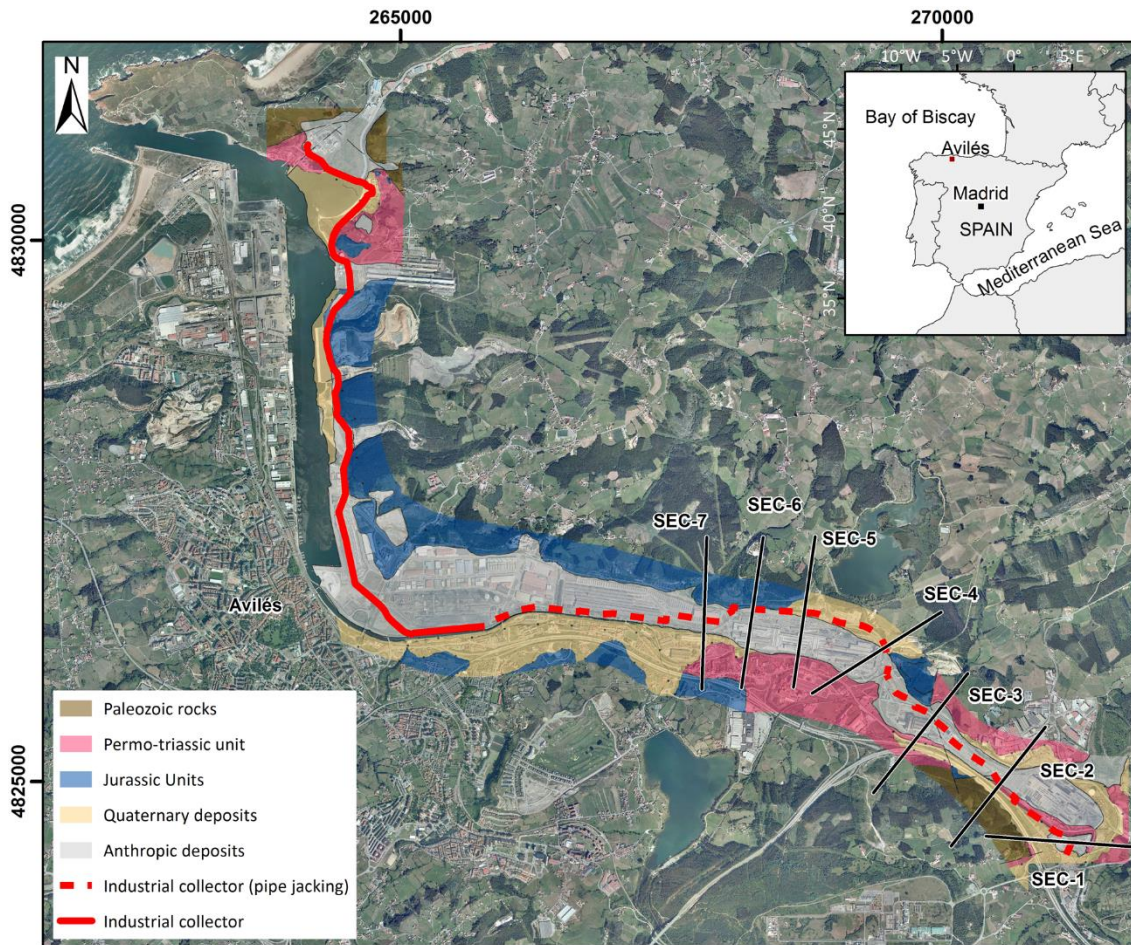 265000
270000
N
10°W
5°W
0°
5°E
Bay of Biscay
Avilés
Madrid
SPAIN
Mediterranean Sea
45°N
40°N
35°N
4830000
4825000
SEC-7
SEC-6
SEC-5
SEC-4
SEC-3
SEC-2
SEC-1
Avilés
Paleozoic rocks
Permo-triassic unit
Jurassic Units
Quaternary deposits
Anthropic deposits
Industrial collector (pipe jacking)
Industrial collector